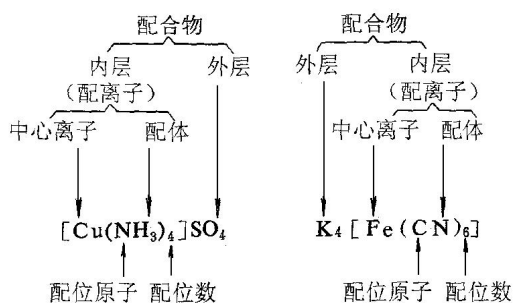 配合物 配合物
内层 外层 外层 内层
(配离子) (配离子)
中心离子 配体 中心离子 配体
[Cu(NH₃)₄]SO₄ K₄[Fe(CN)₆]
配位原子 配位数 配位原子 配位数